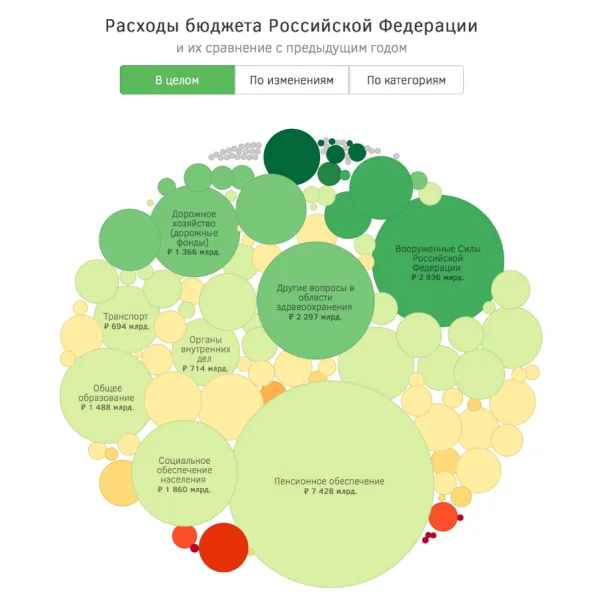 Расходы бюджета Российской Федерации
и их сравнение с предыдущим годом
В целом
По изменениям
По категориям
Дорожное
хозяйство
(дорожные
фонды)
₽ 1 366 млрд.
Вооруженные Силы
Российской
Федерации
₽ 2 936 млрд.
Другие вопросы в
области
здравоохранения
₽ 2 297 млрд.
Транспорт
₽ 694 млрд.
Органы
внутренних
дел
₽ 714 млрд.
Общее
образование
₽ 1 488 млрд.
Социальное
обеспечение
населения
₽ 1 860 млрд.
Пенсионное обеспечение
₽ 7 428 млрд.